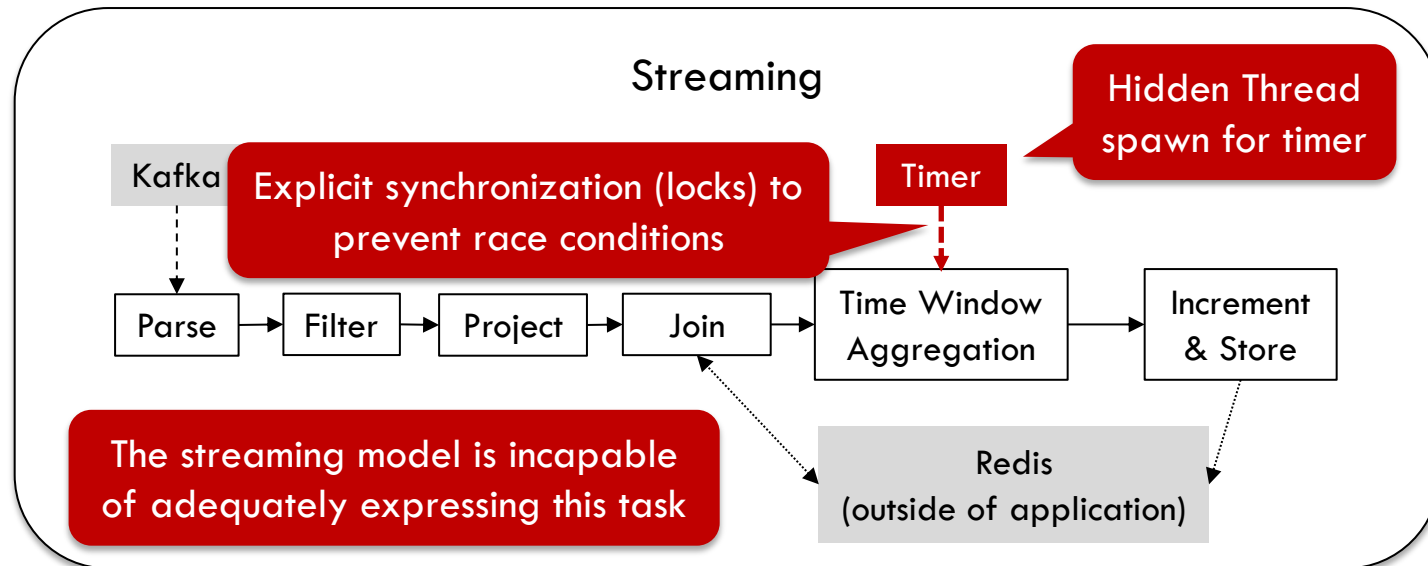 Streaming
Hidden Thread
spawn for timer
Kafka
Explicit synchronization (locks) to
prevent race conditions
Timer
Parse
Filter
Project
Join
Time Window
Aggregation
Increment
& Store
The streaming model is incapable
of adequately expressing this task
Redis
(outside of application)